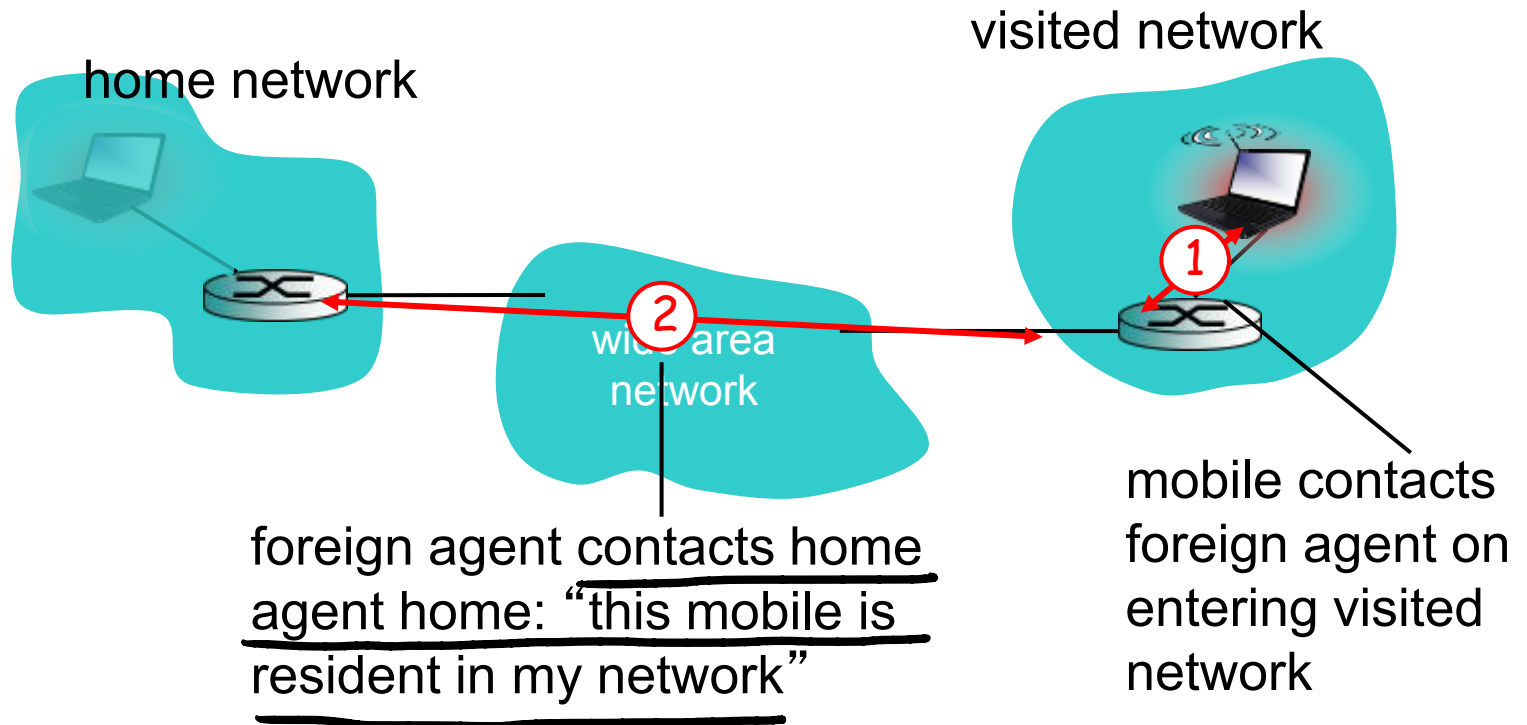 visited network
home network
1
2
wide area
network
foreign agent contacts home
agent home: “this mobile is
resident in my network”
mobile contacts
foreign agent on
entering visited
network